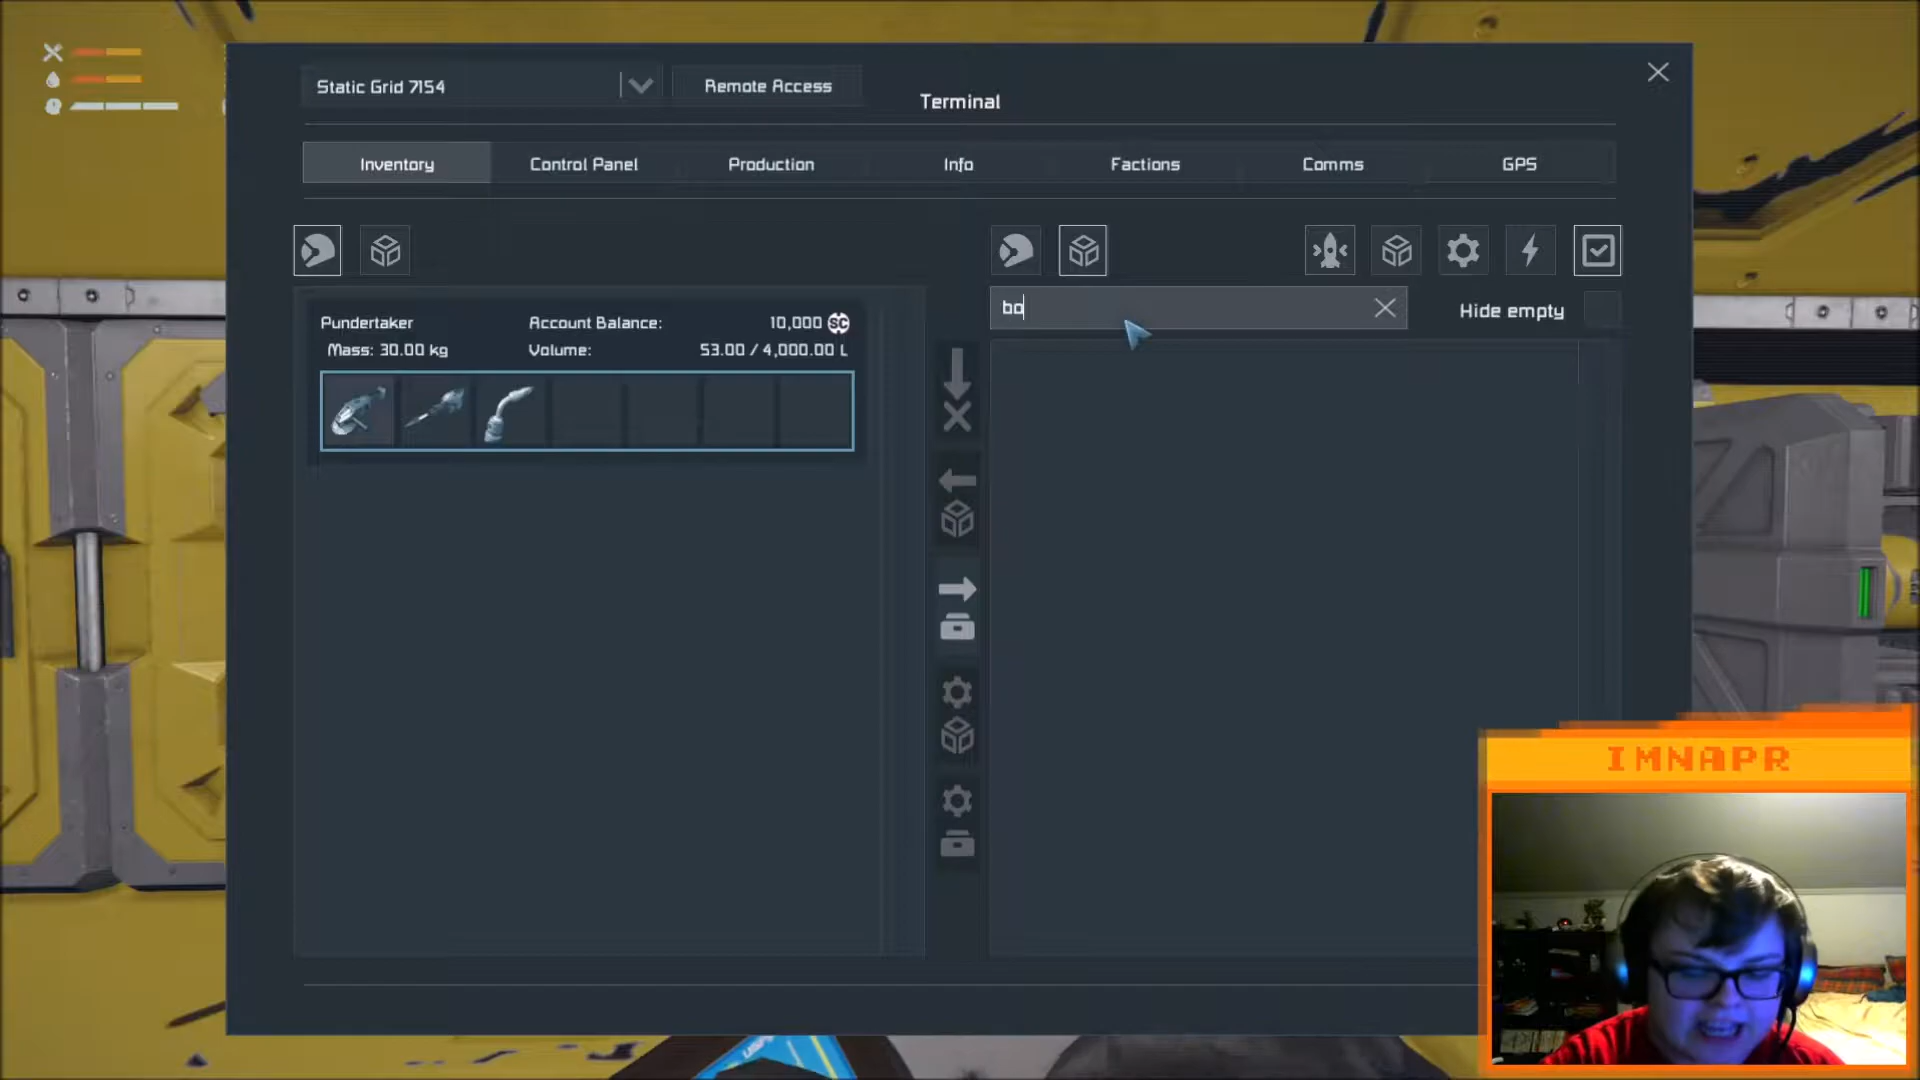 Static Grid 7154
Remote Access
Terminal
Inventory
Control Panel
Production
Info
Factions
Comms
GPS
bo
Hide empty
Pundertaker
Account Balance:
10,000 SC
Mass: 30.00 kg
Volume:
53.00 / 4,000.00 L
IMNAPR